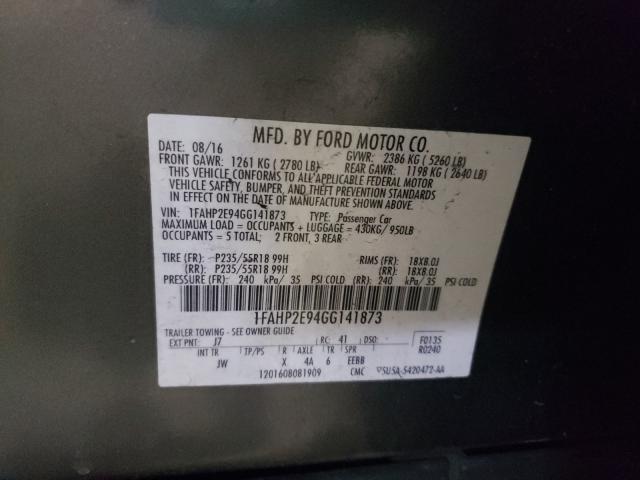 MFD. BY FORD MOTOR CO.
DATE: 08/16 GVWR: 2386 KG ( 5260 LB)
FRONT GAWR: 1261 KG ( 2780 LB) REAR GAWR: 1198 KG ( 2640 LB)
THIS VEHICLE CONFORMS TO ALL APPLICABLE FEDERAL MOTOR
VEHICLE SAFETY, BUMPER, AND THEFT PREVENTION STANDARDS
IN EFFECT ON THE DATE OF MANUFACTURE SHOWN ABOVE.
VIN: 1FAHP2E94GG141873 TYPE: Passenger Car
MAXIMUM LOAD = OCCUPANTS + LUGGAGE = 430KG/ 950LB
OCCUPANTS = 5 TOTAL; 2 FRONT, 3 REAR
TIRE (FR): P235/55R18 99H RIMS (FR): 18X8.0J
(RR): P235/55R18 99H (RR): 18X8.0J
PRESSURE (FR): 240 kPa/ 35 PSI COLD (RR): 240 kPa/ 35 PSI COLD
1FAHP2E94GG141873
TRAILER TOWING - SEE OWNER GUIDE
EXT PNT: J7 RC: 41 DSO: F0135
INT TR TP/PS R AXLE TR SPR R0240
JW X 4A 6 EEBB
1201608081909 CMC 5U5A-5420472-AA